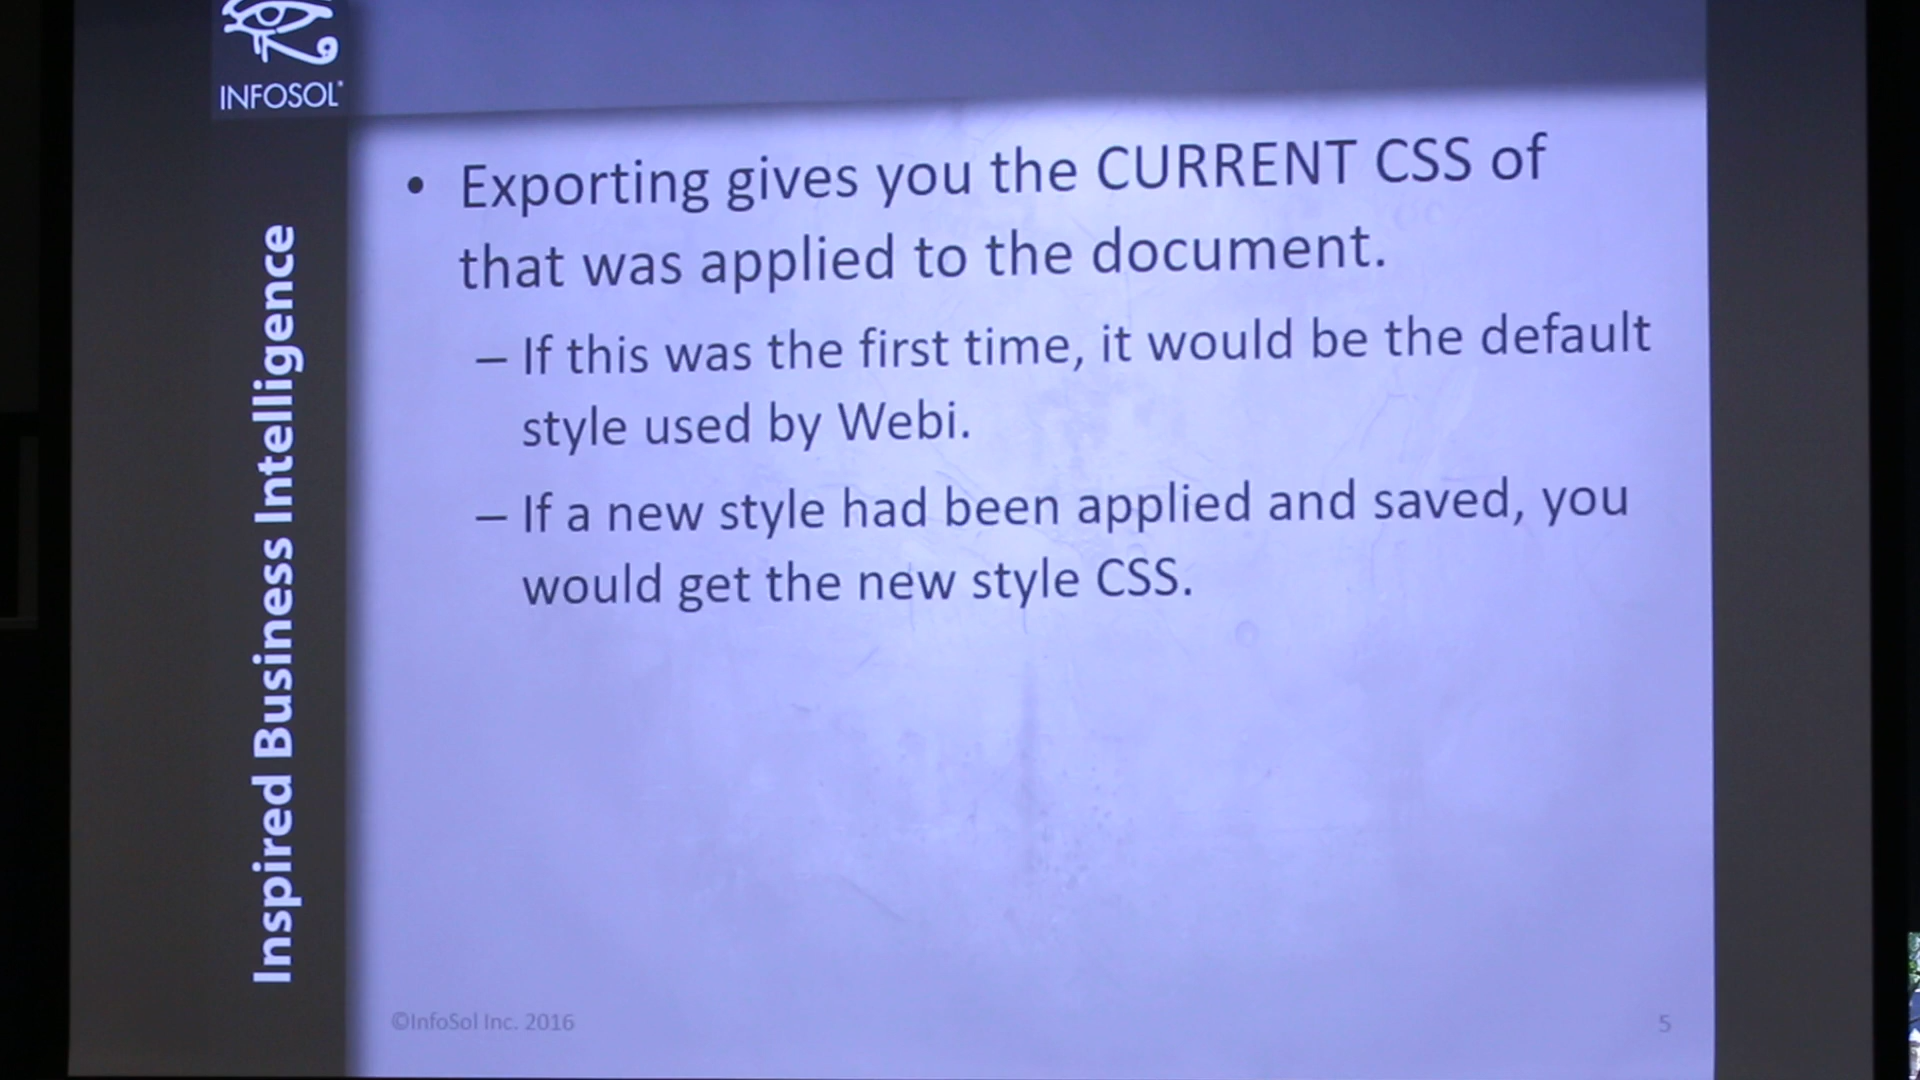 INFOSOL®
Inspired Business Intelligence
• Exporting gives you the CURRENT CSS of
that was applied to the document.
– If this was the first time, it would be the default
style used by Webi.
– If a new style had been applied and saved, you
would get the new style CSS.
©InfoSol Inc. 2016
5